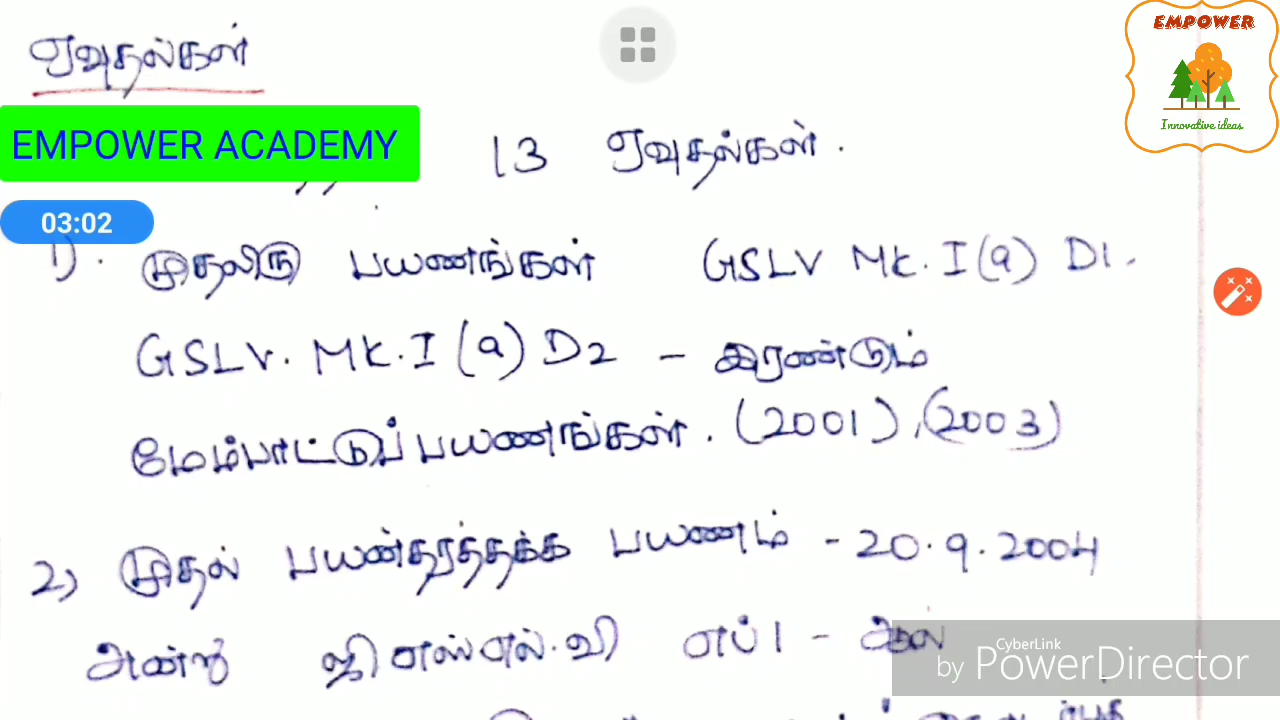 ஏவுதல்கள்
EMPOWER
Innovative ideas
EMPOWER ACADEMY
13 ஏவுதல்கள்.
03:02
1). முதலிரு பயணங்கள் GSLV Mk.I(a) D1.
GSLV. Mk.I (a) D2 – இரண்டும்
மேம்பாட்டுப் பயணங்கள். (2001), (2003)
2) முதல் பயன்தரத்தக்க பயணம் - 20.9.2004
அன்று ஜிஎஸ்எல்.வி எப்1 - ஆல்
CyberLink
by PowerDirector